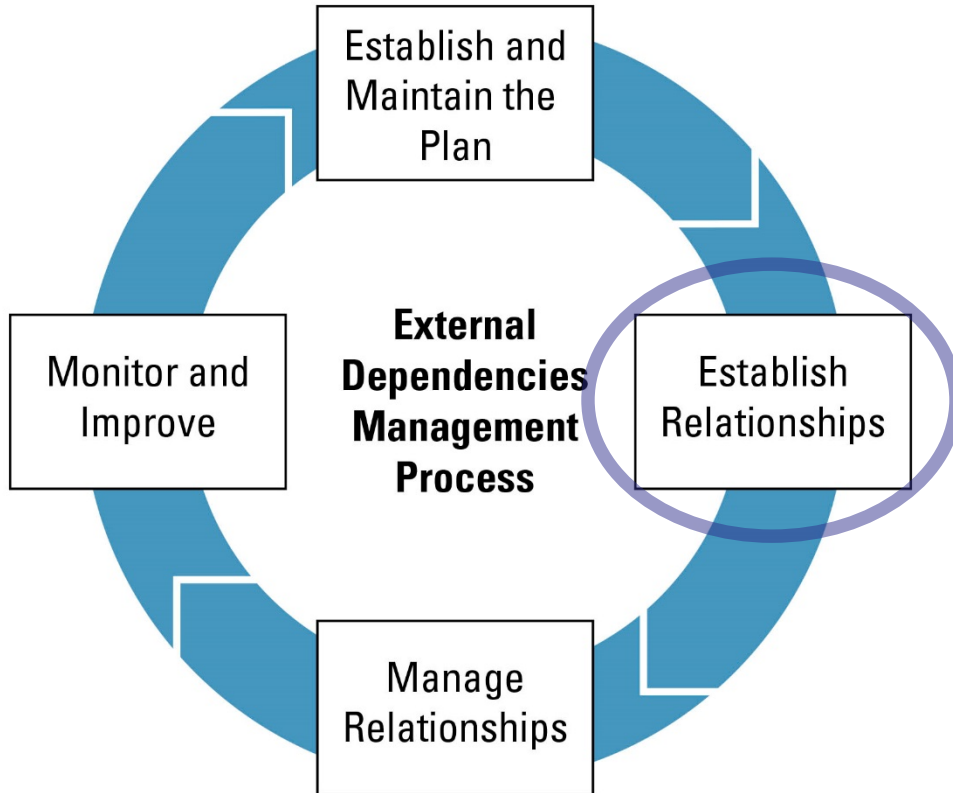 Establish and
Maintain the
Plan
External
Dependencies
Management
Process
Monitor and
Improve
Establish
Relationships
Manage
Relationships